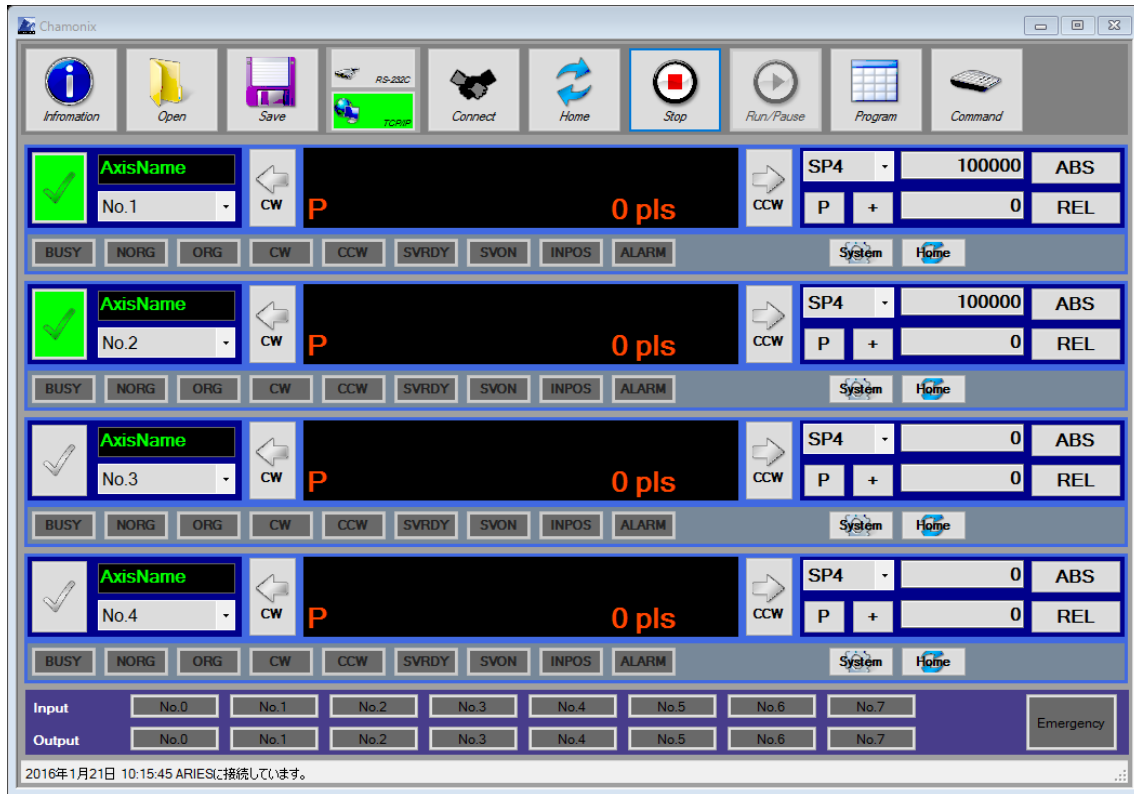 Chamonix
RS-232C
TCP/IP
Infromation Open Save Connect Home Stop Run/Pause Program Command
AxisName SP4 100000 ABS
No.1 CW P 0 pls CCW P + 0 REL
BUSY NORG ORG CW CCW SVRDY SVON INPOS ALARM System Home
AxisName SP4 100000 ABS
No.2 CW P 0 pls CCW P + 0 REL
BUSY NORG ORG CW CCW SVRDY SVON INPOS ALARM System Home
AxisName SP4 0 ABS
No.3 CW P 0 pls CCW P + 0 REL
BUSY NORG ORG CW CCW SVRDY SVON INPOS ALARM System Home
AxisName SP4 0 ABS
No.4 CW P 0 pls CCW P + 0 REL
BUSY NORG ORG CW CCW SVRDY SVON INPOS ALARM System Home
Input No.0 No.1 No.2 No.3 No.4 No.5 No.6 No.7
Emergency
Output No.0 No.1 No.2 No.3 No.4 No.5 No.6 No.7
2016年1月21日 10:15:45 ARIESに接続しています。